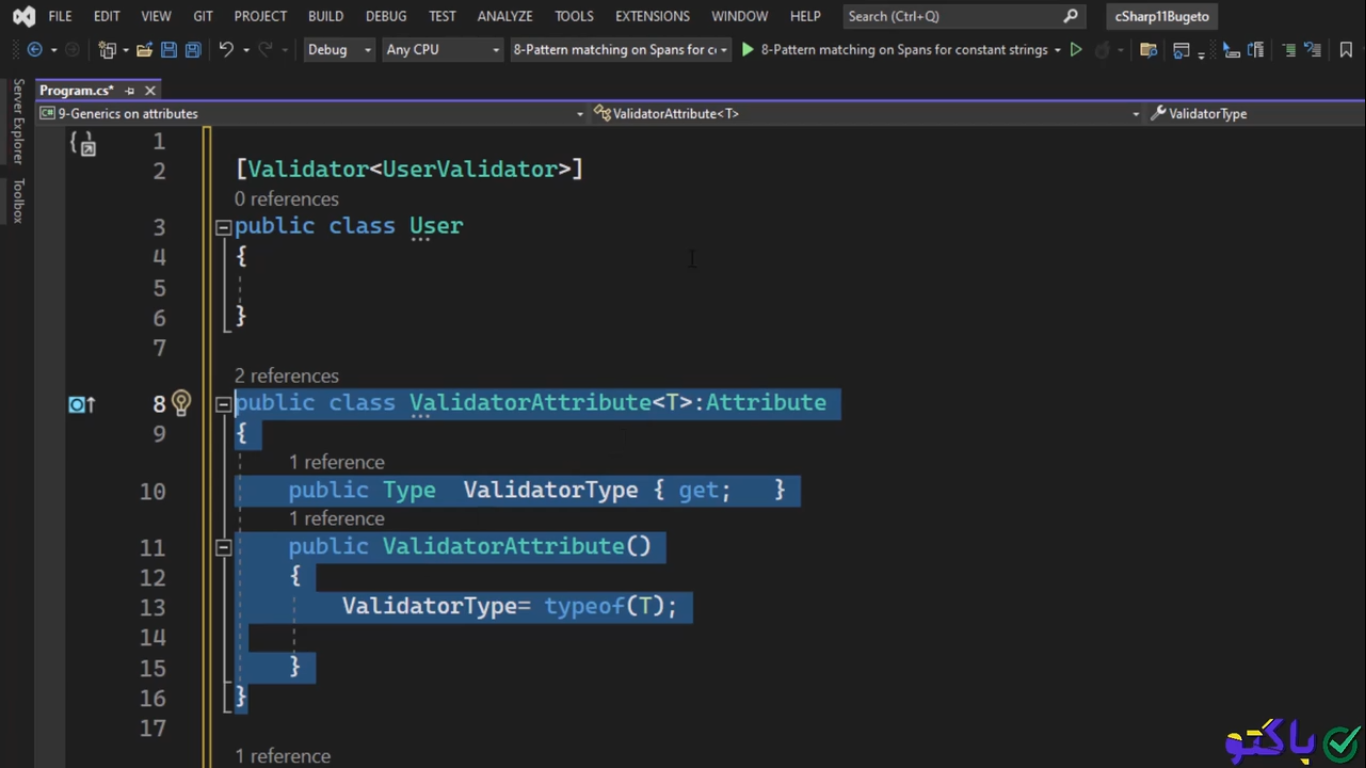 FILE EDIT VIEW GIT PROJECT BUILD DEBUG TEST ANALYZE TOOLS EXTENSIONS WINDOW HELP Search (Ctrl+Q) cSharp11Bugeto
Debug Any CPU 8-Pattern matching on Spans for co 8-Pattern matching on Spans for constant strings
Server Explorer
Toolbox
Program.cs*
9-Generics on attributes ValidatorAttribute<T> ValidatorType
1
2 [Validator<UserValidator>]
0 references
3 public class User
4 {
5
6 }
7
2 references
8 public class ValidatorAttribute<T>:Attribute
9 {
1 reference
10 public Type  ValidatorType { get;   }
1 reference
11 public ValidatorAttribute()
12 {
13 ValidatorType= typeof(T);
14
15 }
16 }
17
1 reference
باگتو